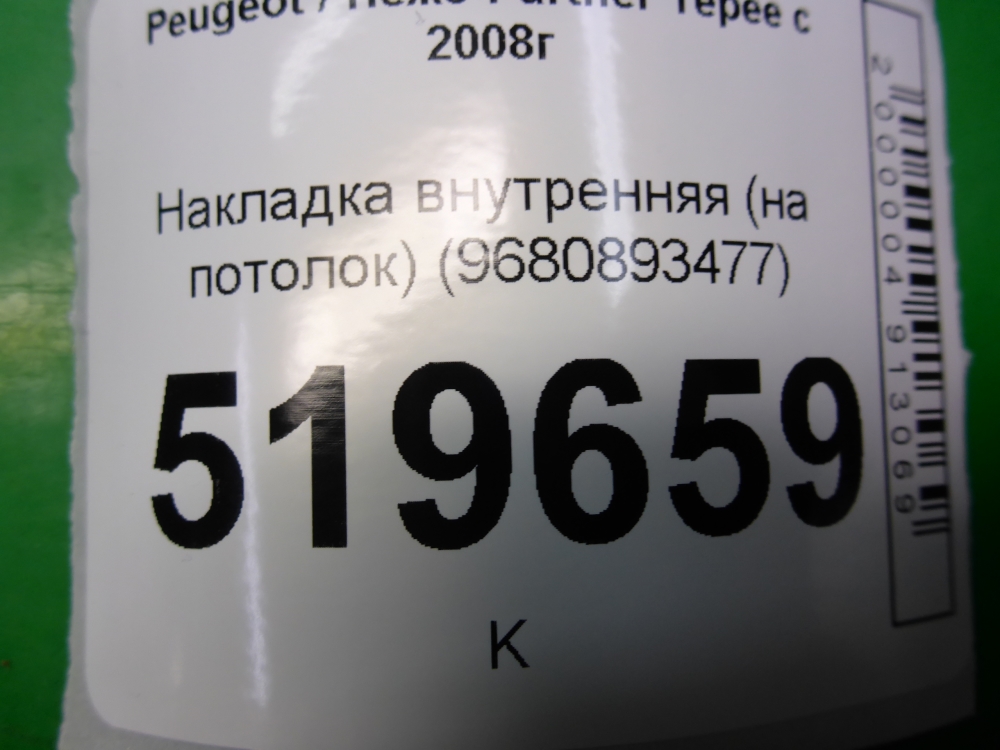 Peugeot / Пежо Partner Tepee с
2008г
Накладка внутренняя (на
потолок) (9680893477)
519659
К
2000004913069